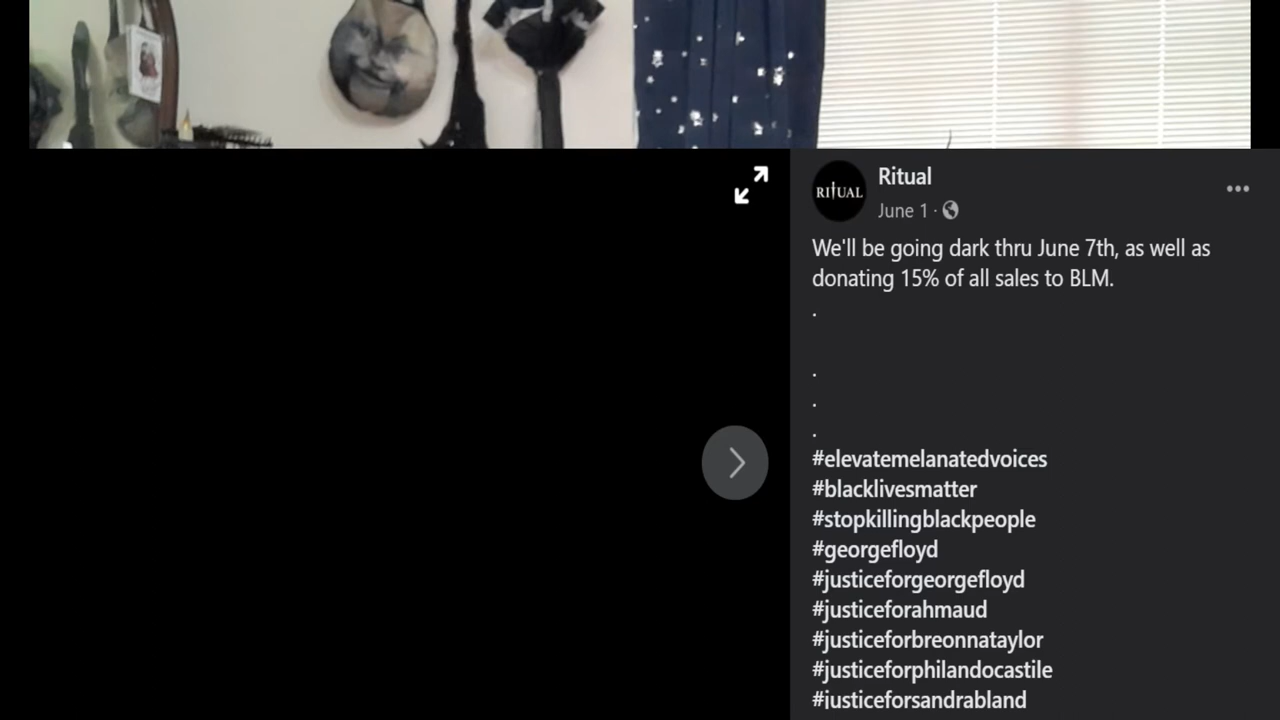 RITUAL
Ritual
June 1 ·
We'll be going dark thru June 7th, as well as
donating 15% of all sales to BLM.
.
.
.
.
#elevatemelanatedvoices
#blacklivesmatter
#stopkillingblackpeople
#georgefloyd
#justiceforgeorgefloyd
#justiceforahmaud
#justiceforbreonnataylor
#justiceforphilandocastile
#justiceforsandrabland